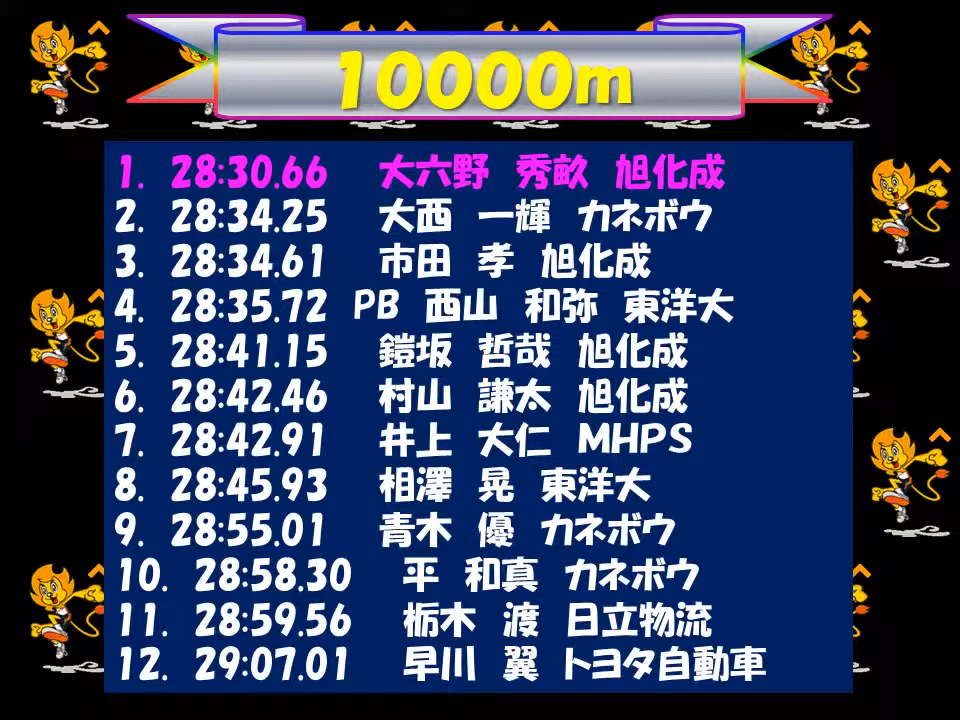 10000m
1. 28:30.66 大六野 秀畝 旭化成
2. 28:34.25 大西 一輝 カネボウ
3. 28:34.61 市田 孝 旭化成
4. 28:35.72 PB 西山 和弥 東洋大
5. 28:41.15 鎧坂 哲哉 旭化成
6. 28:42.46 村山 謙太 旭化成
7. 28:42.91 井上 大仁 MHPS
8. 28:45.93 相澤 晃 東洋大
9. 28:55.01 青木 優 カネボウ
10. 28:58.30 平 和真 カネボウ
11. 28:59.56 栃木 渡 日立物流
12. 29:07.01 早川 翼 トヨタ自動車